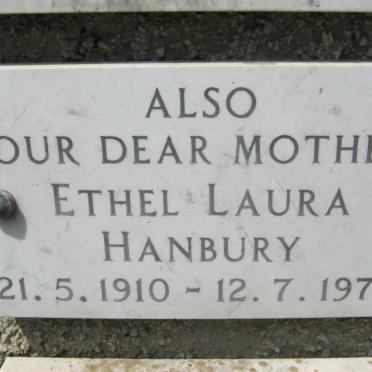 ALSO
OUR DEAR MOTHE
ETHEL LAURA
HANBURY
21. 5. 1910 - 12. 7. 197